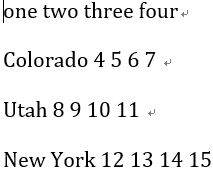 one two three four
Colorado 4 5 6 7
Utah 8 9 10 11
New York 12 13 14 15